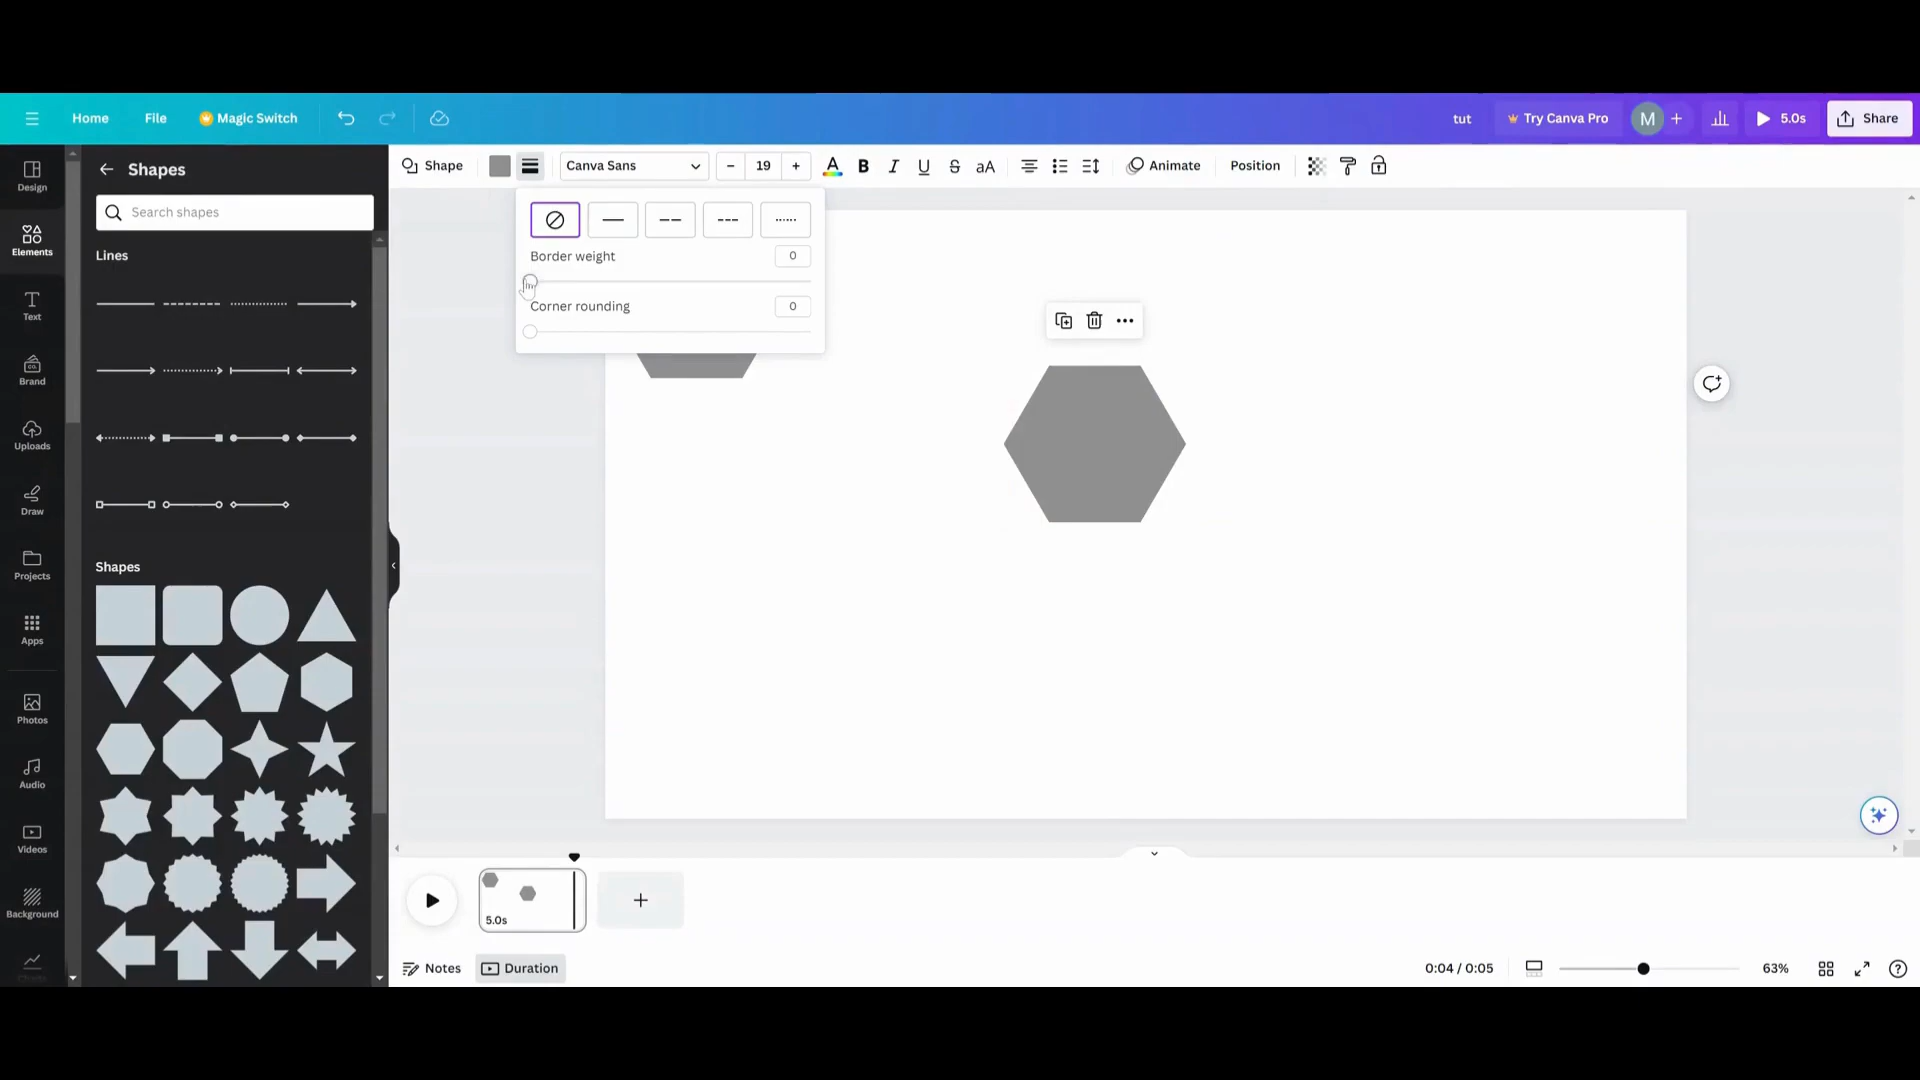 Home File Magic Switch tut Try Canva Pro M + 5.0s Share
Shape Canva Sans - 19 + A B I U S aA Animate Position
Design
Elements
Text
Brand
Uploads
Draw
Projects
Apps
Photos
Audio
Videos
Background
Shapes
Search shapes
Lines
Shapes
Border weight 0
Corner rounding 0
5.0s
+
Notes Duration 0:04 / 0:05 63% ?